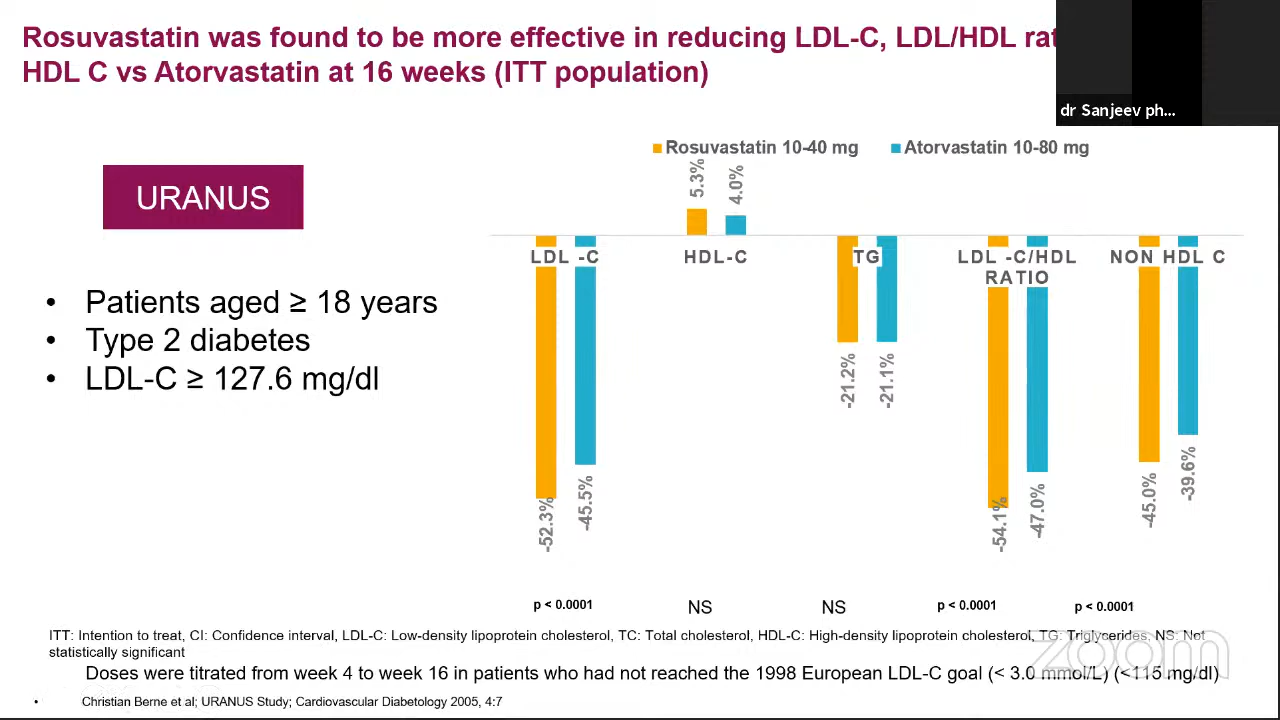 Rosuvastatin was found to be more effective in reducing LDL-C, LDL/HDL
HDL C vs Atorvastatin at 16 weeks (ITT population)
dr Sanjeev ph...
Rosuvastatin 10-40 mg Atorvastatin 10-80 mg
URANUS
• Patients aged ≥ 18 years
• Type 2 diabetes
• LDL-C ≥ 127.6 mg/dl
5.3% 4.0%
LDL -C HDL-C TG LDL -C/HDL RATIO NON HDL C
-52.3% -45.5% -21.2% -21.1% -54.1% -47.0% -45.0% -39.6%
p < 0.0001 NS NS p < 0.0001 p < 0.0001
ITT: Intention to treat, CI: Confidence interval, LDL-C: Low-density lipoprotein cholesterol, TC: Total cholesterol, HDL-C: High-density lipoprotein cholesterol, TG: Triglycerides, NS: Not
statistically significant
zoom
Doses were titrated from week 4 to week 16 in patients who had not reached the 1998 European LDL-C goal (< 3.0 mmol/L) (<115 mg/dl)
• Christian Berne et al; URANUS Study; Cardiovascular Diabetology 2005, 4:7